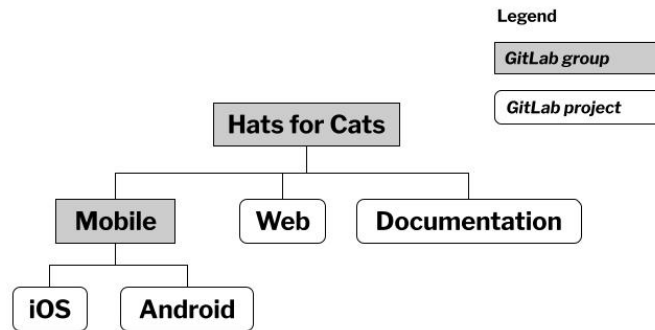 Legend
GitLab group
GitLab project
Hats for Cats
Mobile
Web
Documentation
iOS
Android